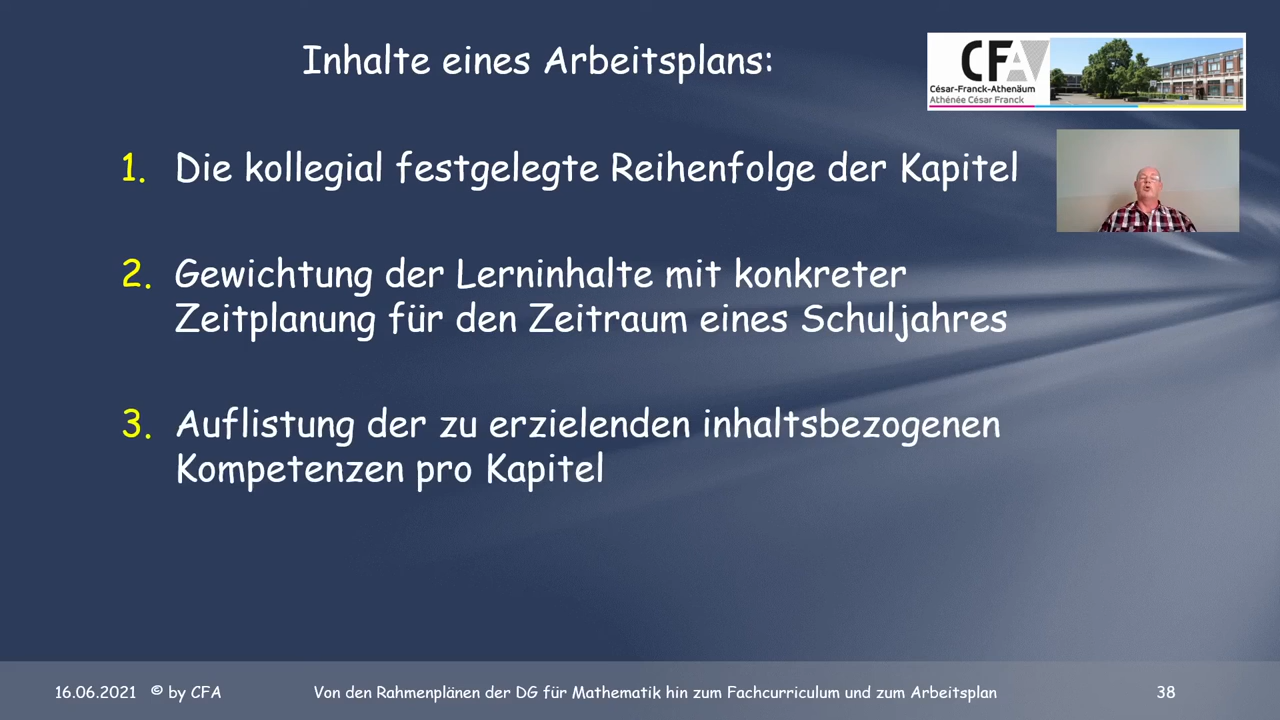 Inhalte eines Arbeitsplans:
CFA
César-Franck-Athenäum
Athénée César Franck
1. Die kollegial festgelegte Reihenfolge der Kapitel
2. Gewichtung der Lerninhalte mit konkreter
Zeitplanung für den Zeitraum eines Schuljahres
3. Auflistung der zu erzielenden inhaltsbezogenen
Kompetenzen pro Kapitel
16.06.2021 © by CFA Von den Rahmenplänen der DG für Mathematik hin zum Fachcurriculum und zum Arbeitsplan 38